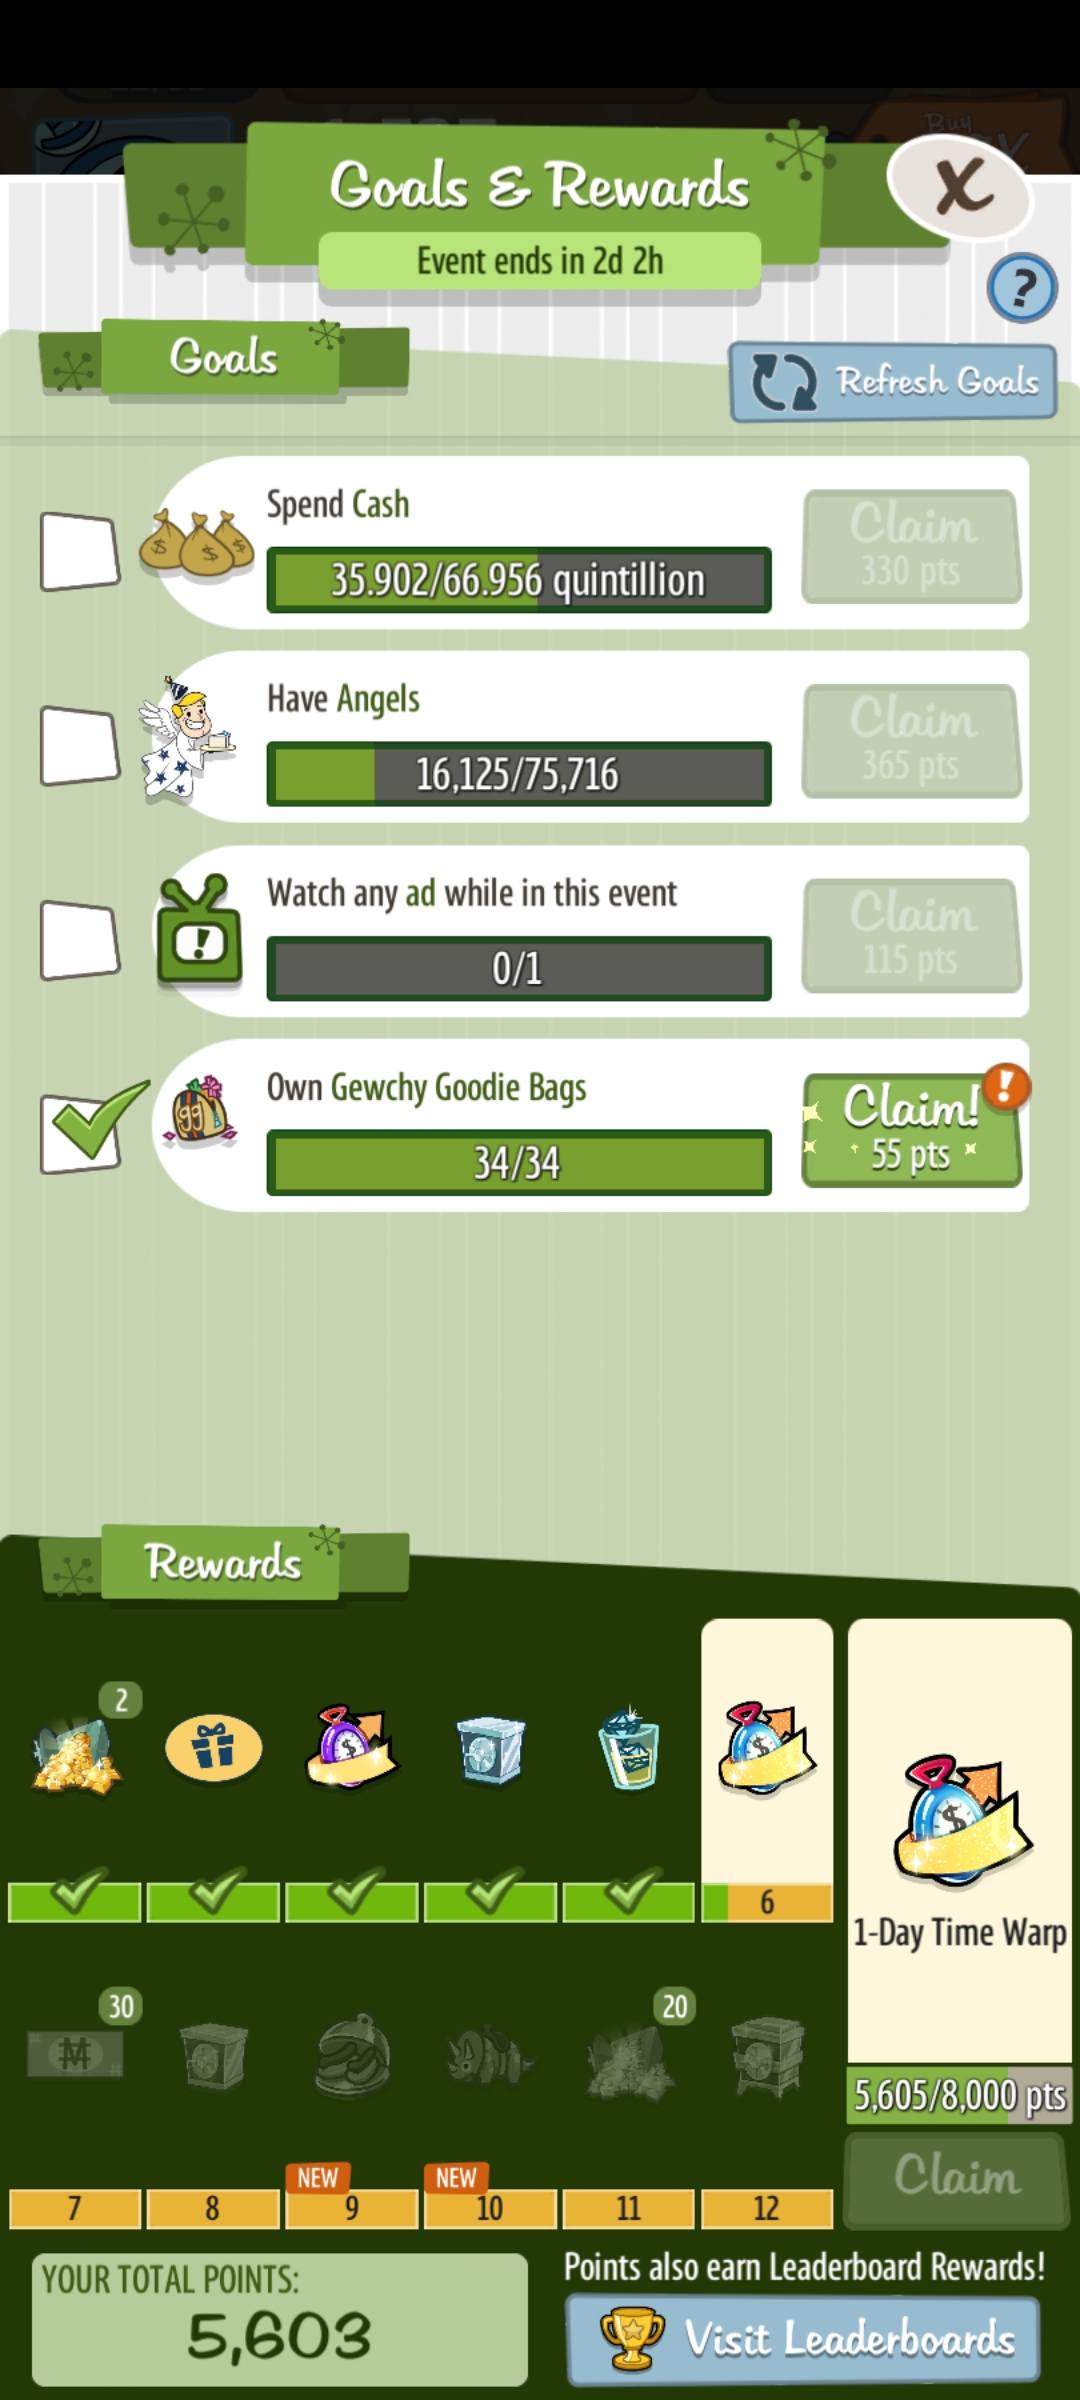 Buy
Goals & Rewards
X
Event ends in 2d 2h
?
Goals
Refresh Goals
Spend Cash
35.902/66.956 quintillion
Claim
330 pts
Have Angels
16,125/75,716
Claim
365 pts
Watch any ad while in this event
0/1
Claim
115 pts
Own Gewchy Goodie Bags
34/34
Claim!
55 pts
Rewards
2
6
1-Day Time Warp
30
20
5,605/8,000 pts
NEW
NEW
7
8
9
10
11
12
Claim
YOUR TOTAL POINTS:
5,603
Points also earn Leaderboard Rewards!
Visit Leaderboards